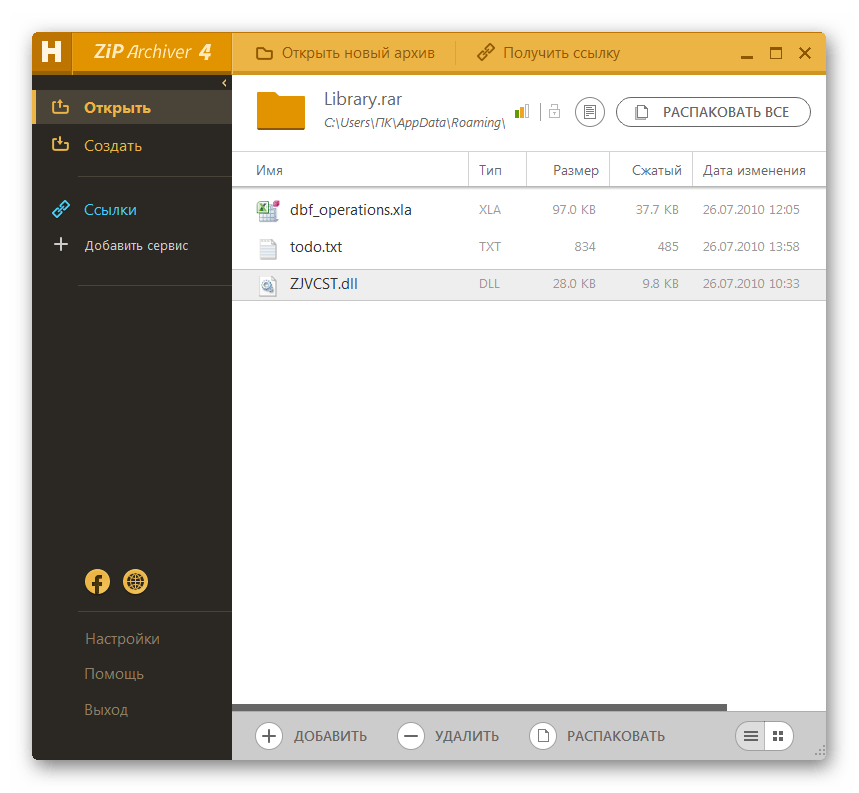 H ZiP Archiver 4
Открыть новый архив
Получить ссылку
Открыть
Создать
Ссылки
Добавить сервис
Настройки
Помощь
Выход
Library.rar
C:\Users\ПК\AppData\Roaming\
РАСПАКОВАТЬ ВСЕ
Имя Тип Размер Сжатый Дата изменения
dbf_operations.xla XLA 97.0 KB 37.7 KB 26.07.2010 12:05
todo.txt TXT 834 485 26.07.2010 13:58
ZJVCST.dll DLL 28.0 KB 9.8 KB 26.07.2010 10:33
ДОБАВИТЬ УДАЛИТЬ РАСПАКОВАТЬ